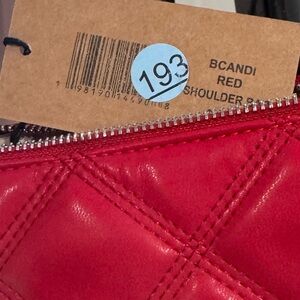 BCANDI
RED
SHOULDER
193